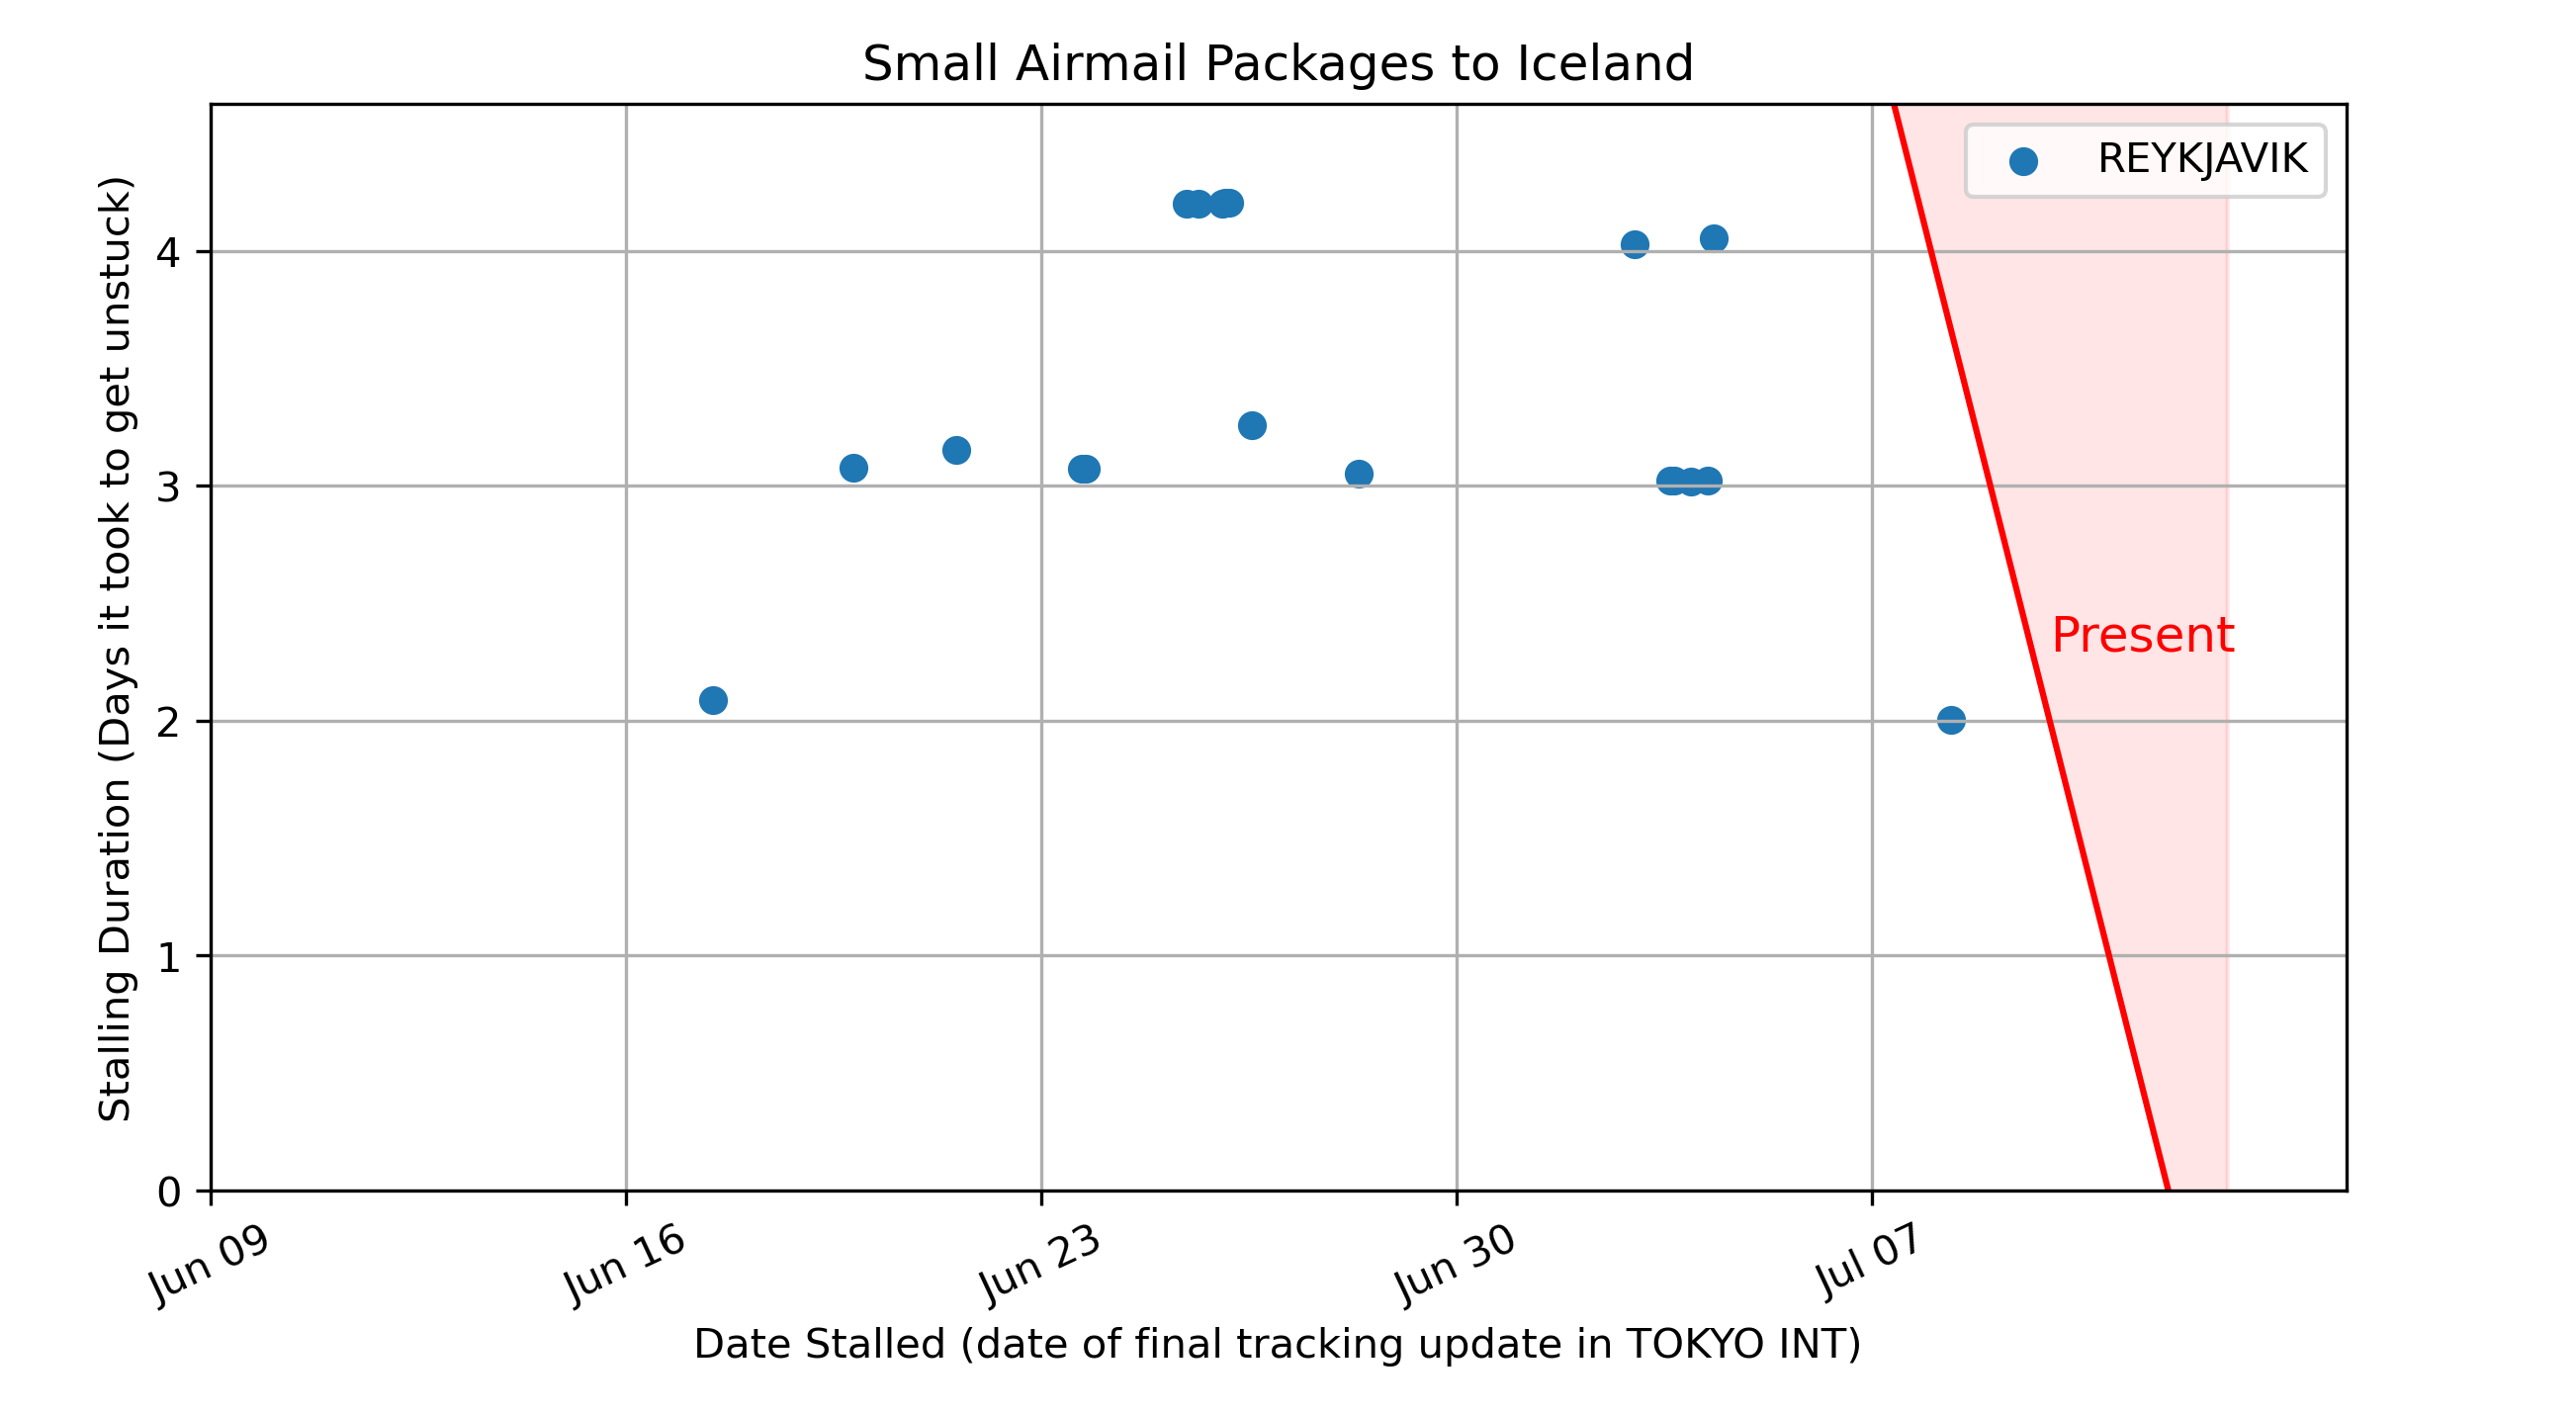 Small Airmail Packages to Iceland
REYKJAVIK
Stalling Duration (Days it took to get unstuck)
4
3
2
1
0
Present
Jun 09
Jun 16
Jun 23
Jun 30
Jul 07
Date Stalled (date of final tracking update in TOKYO INT)